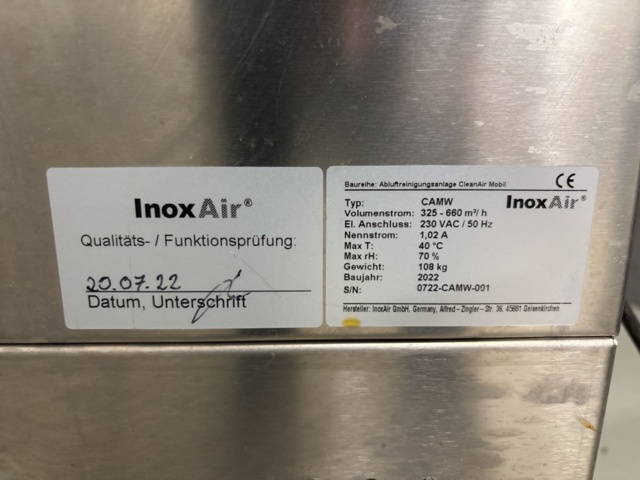 InoxAir®
Qualitäts- / Funktionsprüfung:
20.07.22
Datum, Unterschrift
Baureihe: Abluftreinigungsanlage CleanAir Mobil
CE
InoxAir®
Typ: CAMW
Volumenstrom: 325 - 660 m³/ h
El. Anschluss: 230 VAC / 50 Hz
Nennstrom: 1,02 A
Max T: 40 °C
Max rH: 70 %
Gewicht: 108 kg
Baujahr: 2022
S/N: 0722-CAMW-001
Hersteller: InoxAir GmbH, Germany, Alfred – Zingler– Str. 36, 45881 Gelsenkirchen